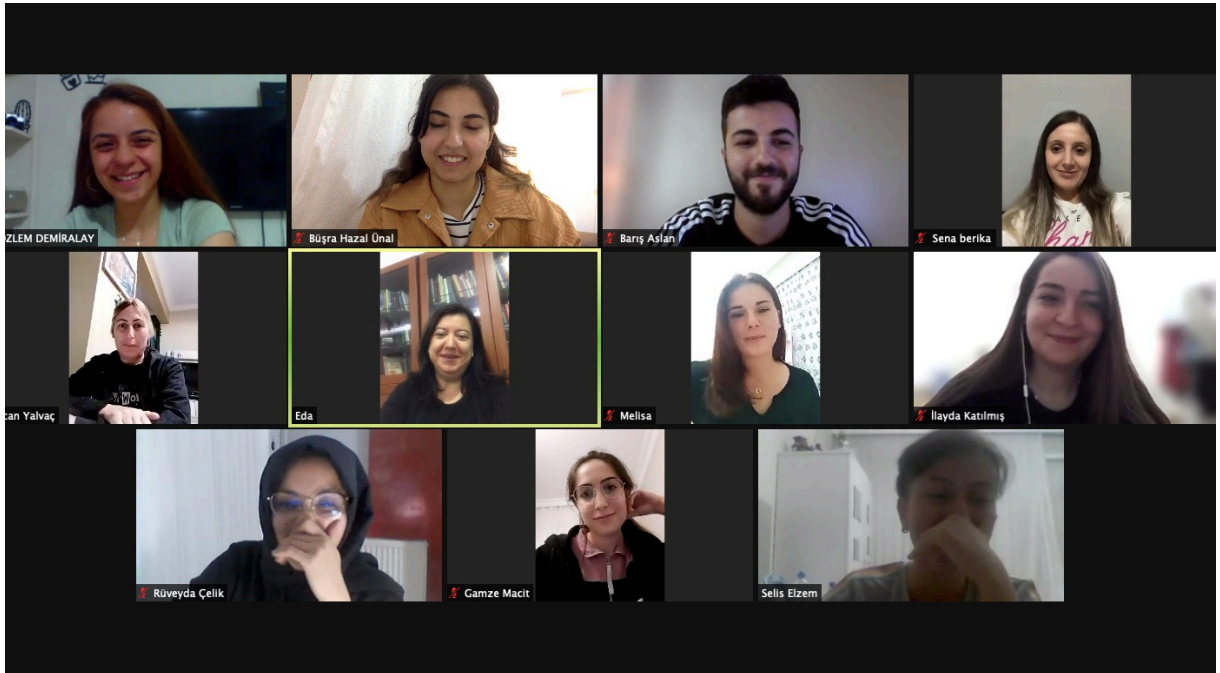 ÖZLEM DEMİRALAY
Büşra Hazal Ünal
Barış Aslan
Sena berika
can Yalvaç
Eda
Melisa
İlayda Katılmış
Rüveyda Çelik
Gamze Macit
Selis Elzem